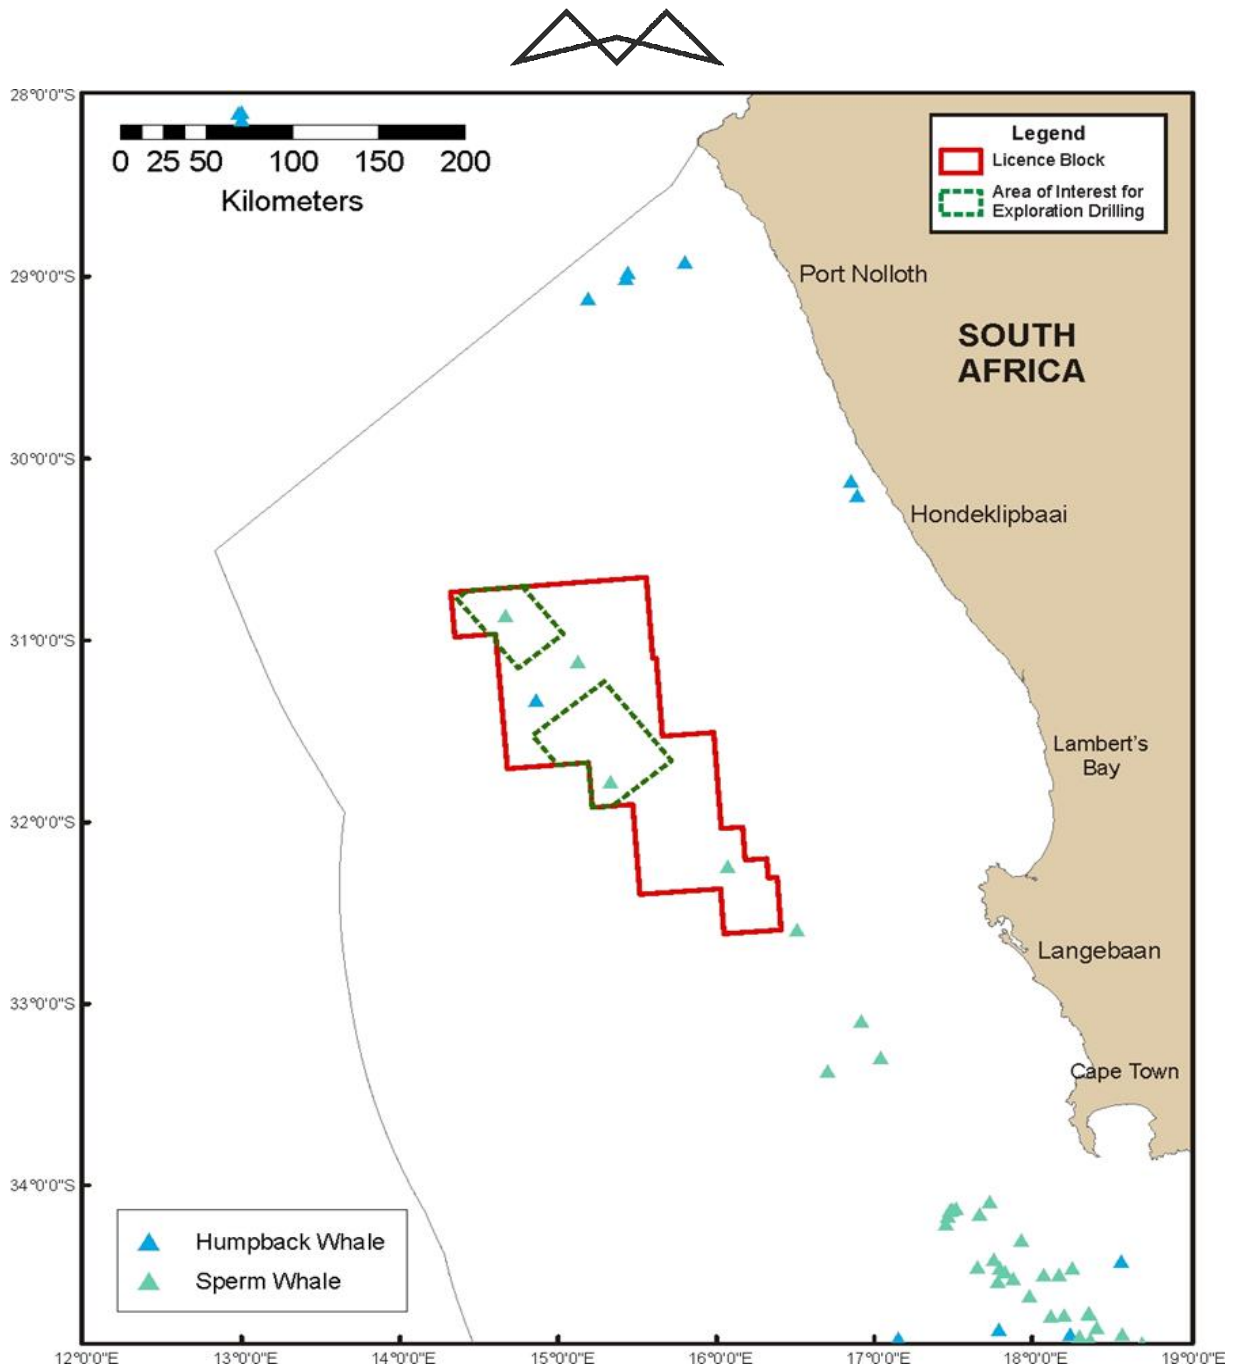 28°0'0"S
0 25 50 100 150 200
Kilometers
Legend
Licence Block
Area of Interest for
Exploration Drilling
29°0'0"S
Port Nolloth
SOUTH
AFRICA
30°0'0"S
Hondeklipbaai
31°0'0"S
Lambert's
Bay
32°0'0"S
Langebaan
33°0'0"S
Cape Town
34°0'0"S
Humpback Whale
Sperm Whale
12°0'0"E 13°0'0"E 14°0'0"E 15°0'0"E 16°0'0"E 17°0'0"E 18°0'0"E 19°0'0"E